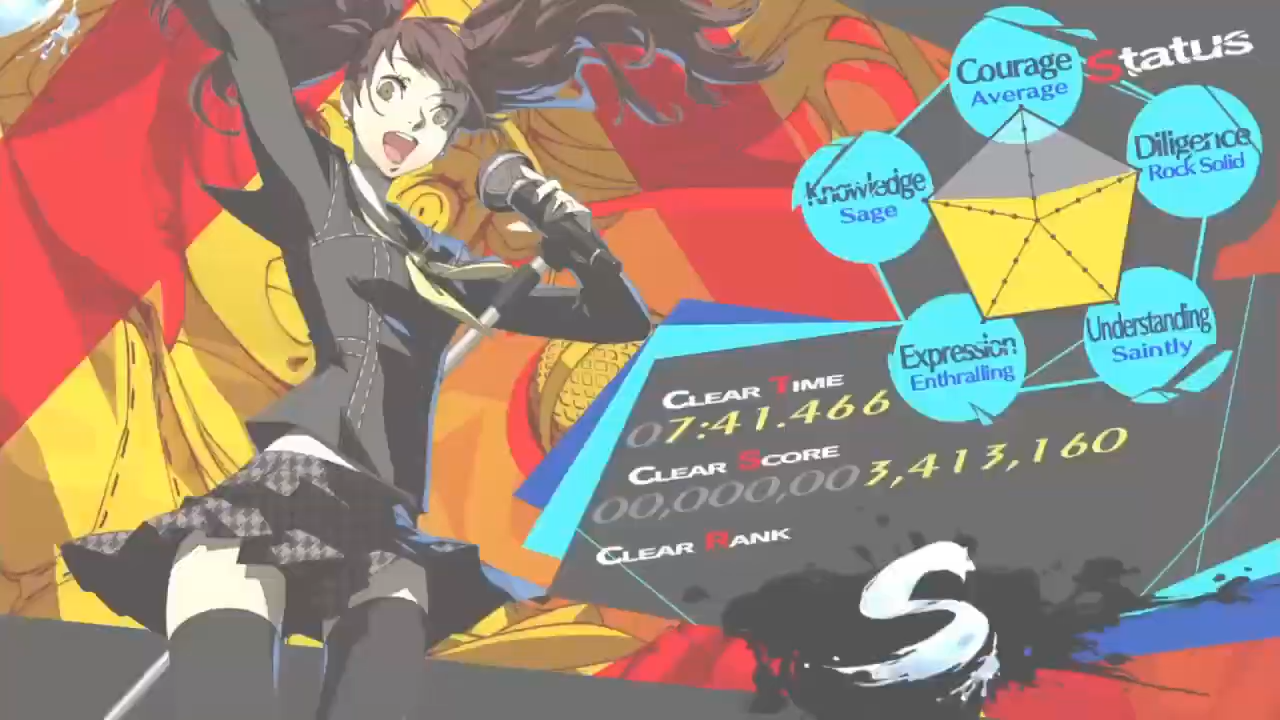 Status
Courage
Average
Diligence
Rock Solid
Knowledge
Sage
Understanding
Saintly
Expression
Enthralling
CLEAR TIME
07:41.466
CLEAR SCORE
00,000,003,413,160
CLEAR RANK
S